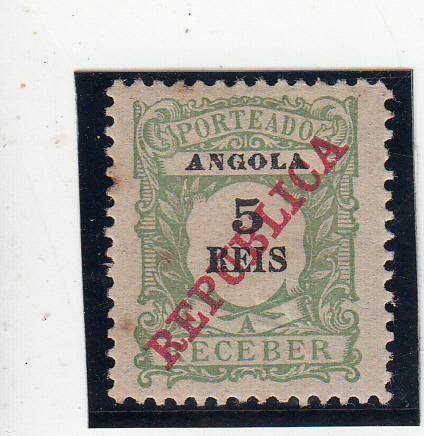 PORTEADO
ANGOLA
5
REIS
REPUBLICA
A
RECEBER